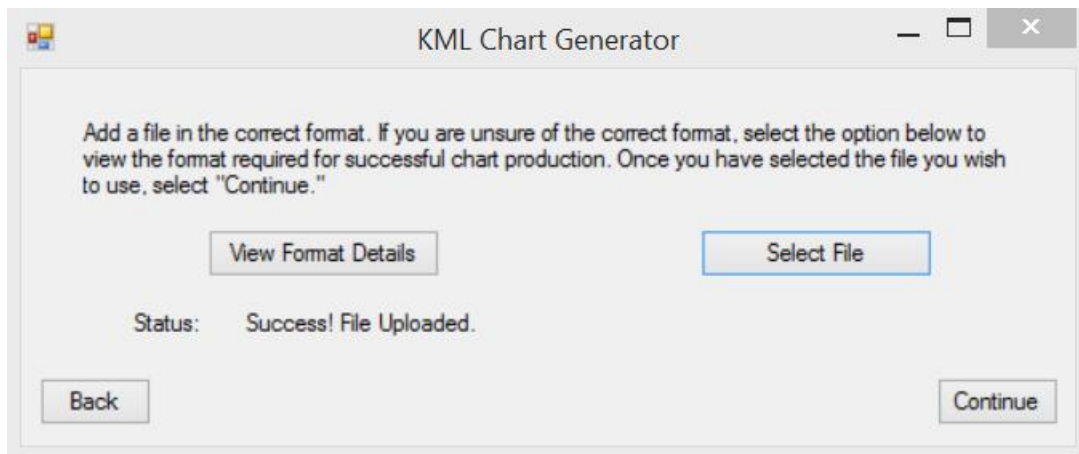 KML Chart Generator
Add a file in the correct format. If you are unsure of the correct format, select the option below to
view the format required for successful chart production. Once you have selected the file you wish
to use, select "Continue."
View Format Details
Select File
Status: Success! File Uploaded.
Back
Continue